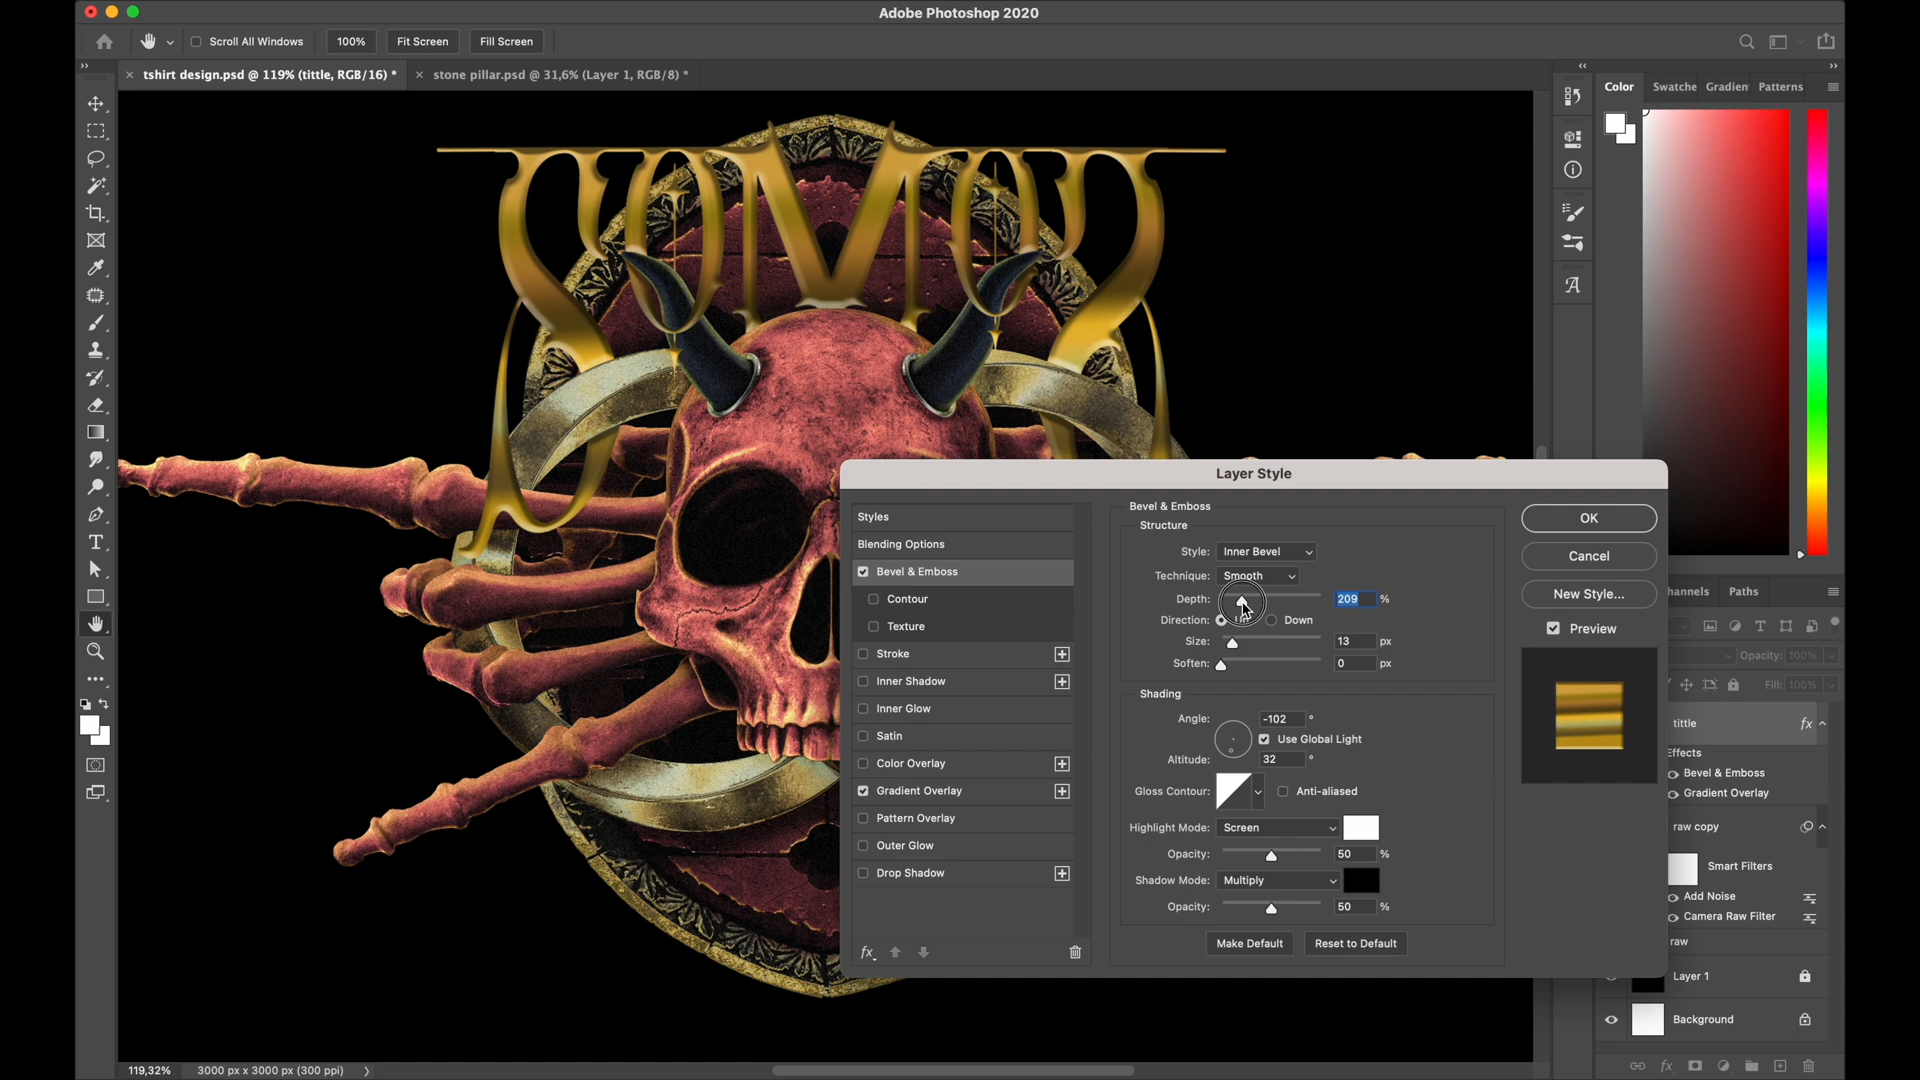 Adobe Photoshop 2020
Scroll All Windows 100% Fit Screen Fill Screen
tshirt design.psd @ 119% (tittle, RGB/16) *
stone pillar.psd @ 31,6% (Layer 1, RGB/8) *
Color Swatche Gradien Patterns
Layer Style
Styles
Blending Options
Bevel & Emboss
Contour
Texture
Stroke
Inner Shadow
Inner Glow
Satin
Color Overlay
Gradient Overlay
Pattern Overlay
Outer Glow
Drop Shadow
Bevel & Emboss
Structure
Style: Inner Bevel
Technique: Smooth
Depth: 209 %
Direction: Down
Size: 13 px
Soften: 0 px
Shading
Angle: -102 °
Use Global Light
Altitude: 32 °
Gloss Contour: Anti-aliased
Highlight Mode: Screen
Opacity: 50 %
Shadow Mode: Multiply
Opacity: 50 %
Make Default Reset to Default
OK
Cancel
New Style...
Preview
hannels Paths
Opacity: 100%
Fill: 100%
tittle fx
Effects
Bevel & Emboss
Gradient Overlay
raw copy
Smart Filters
Add Noise
Camera Raw Filter
raw
Layer 1
Background
119,32% 3000 px x 3000 px (300 ppi)